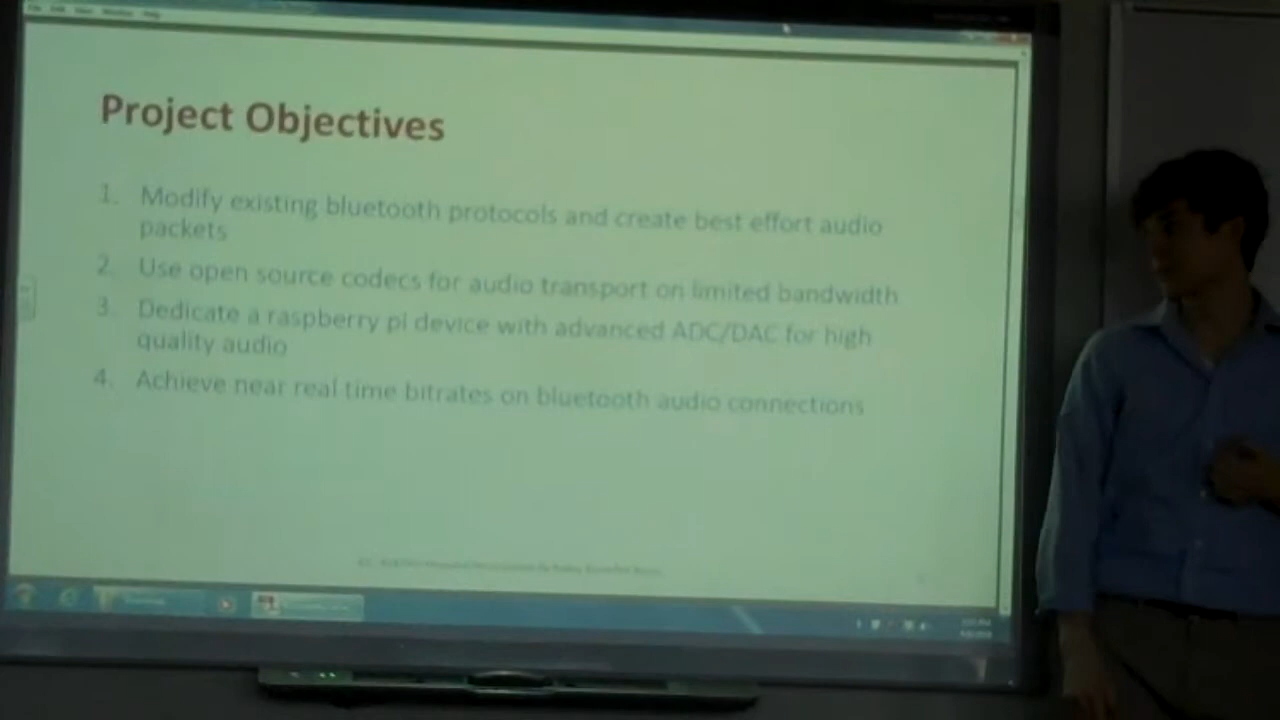 Project Objectives
1. Modify existing bluetooth protocols and create best effort audio
packets
2. Use open source codecs for audio transport on limited bandwidth
3. Dedicate a raspberry pi device with advanced ADC/DAC for high
quality audio
4. Achieve near real time bitrates on bluetooth audio connections